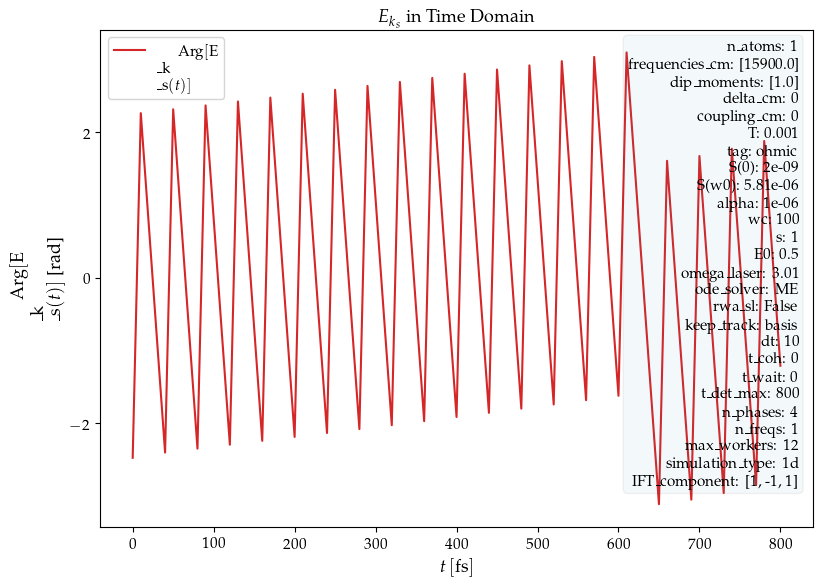 E_{k_s} in Time Domain
Arg[E
_k
_s(t)]
n_atoms: 1
frequencies_cm: [15900.0]
dip_moments: [1.0]
delta_cm: 0
coupling_cm: 0
T: 0.001
tag: ohmic
S(0): 2e-09
S(w0): 5.81e-06
alpha: 1e-06
wc: 100
s: 1
E0: 0.5
omega_laser: 3.01
ode_solver: ME
rwa_sl: False
keep_track: basis
dt: 10
t_coh: 0
t_wait: 0
t_det_max: 800
n_phases: 4
n_freqs: 1
max_workers: 12
simulation_type: 1d
IFT_component: [1, -1, 1]
Arg[E
_k
_s(t)] [rad]
2
0
−2
0
100
200
300
400
500
600
700
800
t [fs]